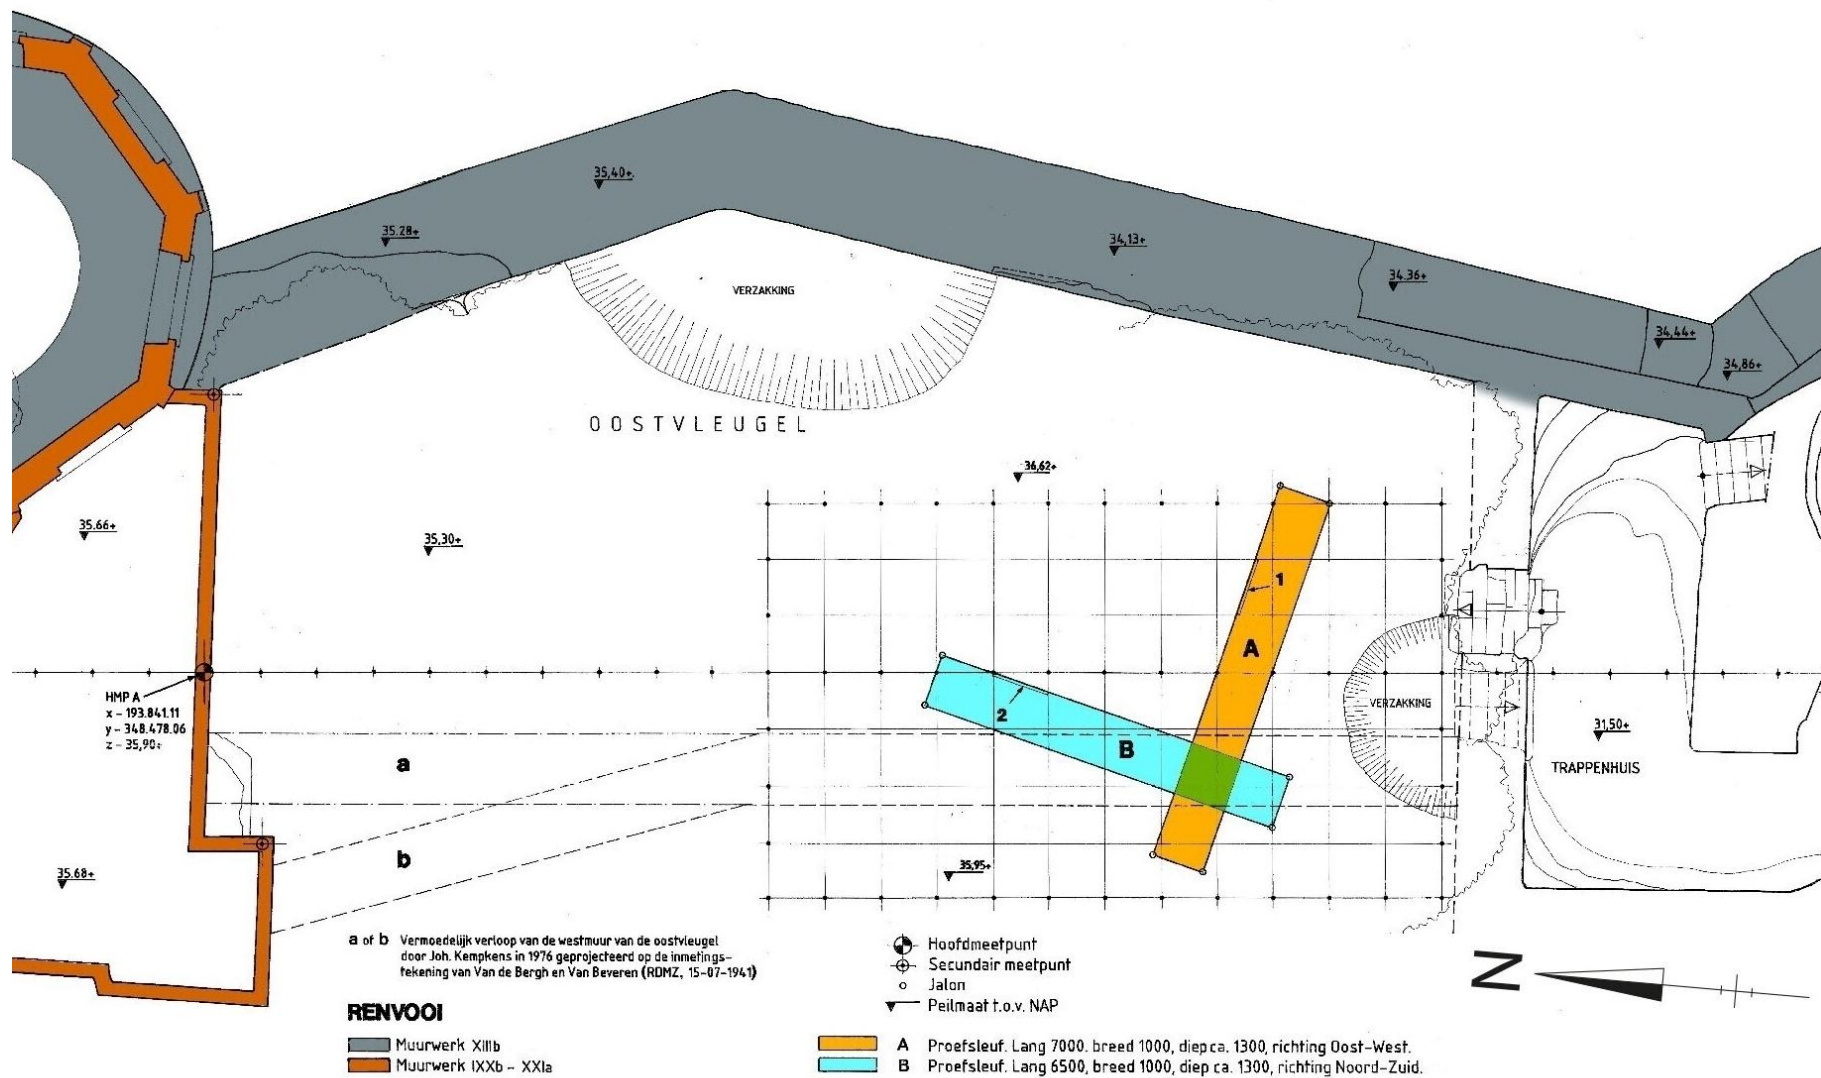 35,40+
35.28+
34,13+
34.36+
34,44+
34,86+
VERZAKKING
OOSTVLEUGEL
36,62+
35.66+
35,30+
1
A
HMP A
x - 193.841.11
y - 348.478.06
z - 35,90+
2
B
VERZAKKING
31,50+
TRAPPENHUIS
a
b
35.68+
35,95+
a of b Vermoedelijk verloop van de westmuur van de oostvleugel
door Joh. Kempkens in 1976 geprojecteerd op de inmetings-
tekening van Van de Bergh en Van Beveren (RDMZ, 15-07-1941)
Hoofdmeetpunt
Secundair meetpunt
Jalon
Peilmaat t.o.v. NAP
N
RENVOOI
Muurwerk XIIIb
Muurwerk IXXb - XXIa
A Proefsleuf. Lang 7000. breed 1000, diep ca. 1300, richting Oost-West.
B Proefsleuf. Lang 6500, breed 1000, diep ca. 1300, richting Noord-Zuid.